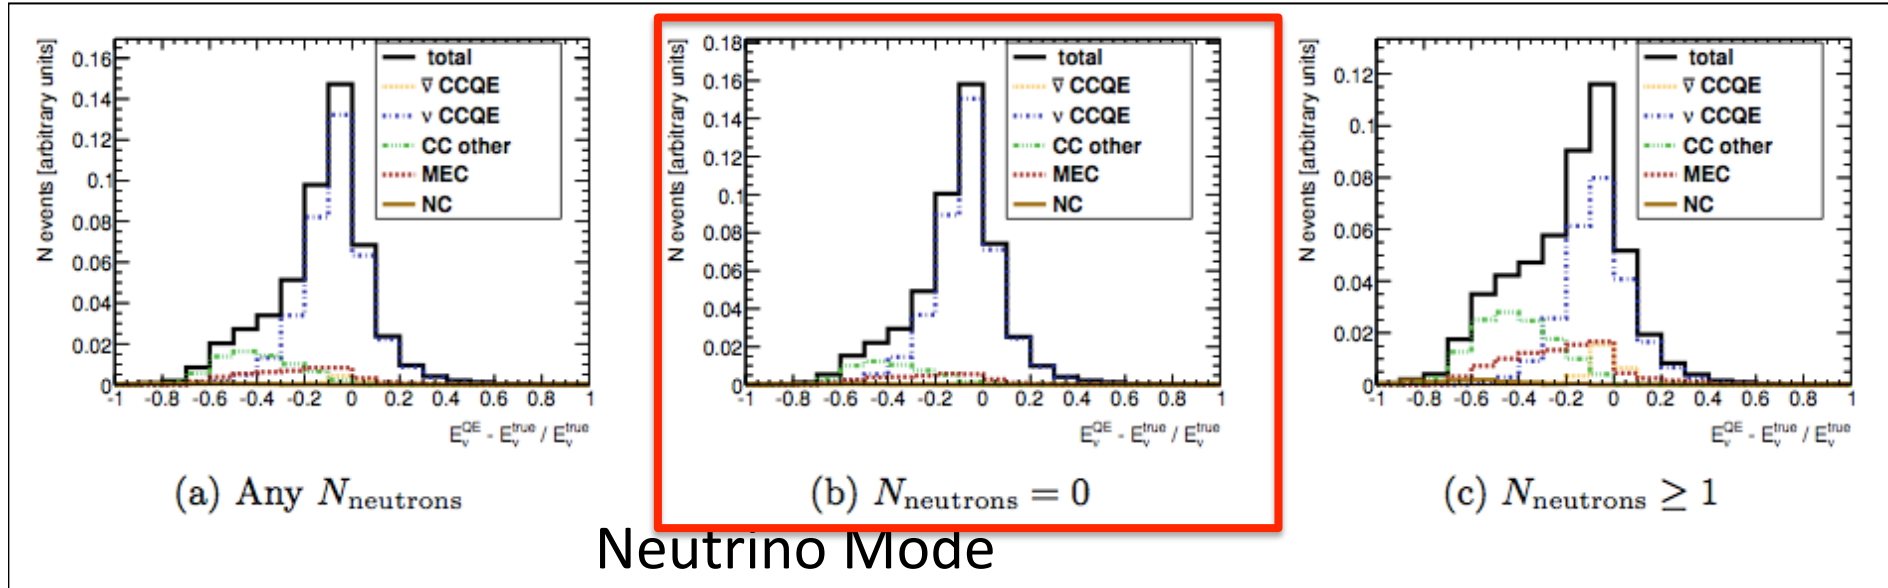 N events [arbitrary units]
0.16
0.14
0.12
0.1
0.08
0.06
0.04
0.02
0
total
ν̅ CCQE
ν CCQE
CC other
MEC
NC
-1 -0.8 -0.6 -0.4 -0.2 0 0.2 0.4 0.6 0.8 1
E_ν^QE - E_ν^true / E_ν^true
(a) Any N_neutrons
N events [arbitrary units]
0.18
0.16
0.14
0.12
0.1
0.08
0.06
0.04
0.02
0
total
ν̅ CCQE
ν CCQE
CC other
MEC
NC
-1 -0.8 -0.6 -0.4 -0.2 0 0.2 0.4 0.6 0.8 1
E_ν^QE - E_ν^true / E_ν^true
(b) N_neutrons = 0
N events [arbitrary units]
0.12
0.1
0.08
0.06
0.04
0.02
0
total
ν̅ CCQE
ν CCQE
CC other
MEC
NC
-1 -0.8 -0.6 -0.4 -0.2 0 0.2 0.4 0.6 0.8 1
E_ν^QE - E_ν^true / E_ν^true
(c) N_neutrons ≥ 1
Neutrino Mode